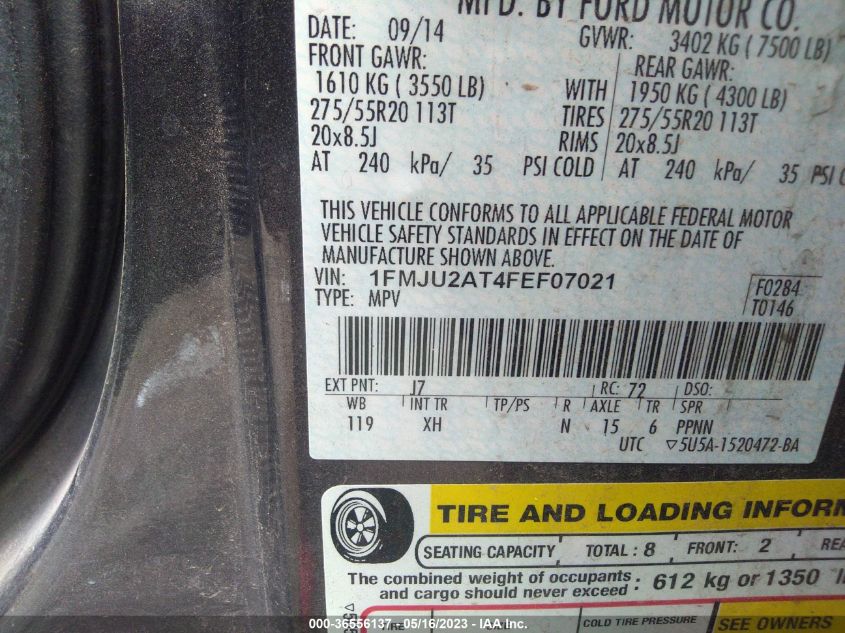 MFD. BY FORD MOTOR CO.
DATE: 09/14 GVWR: 3402 KG ( 7500 LB)
FRONT GAWR: REAR GAWR:
1610 KG ( 3550 LB) WITH 1950 KG ( 4300 LB)
275/55R20 113T TIRES 275/55R20 113T
20x8.5J RIMS 20x8.5J
AT 240 kPa/ 35 PSI COLD AT 240 kPa/ 35 PSI
THIS VEHICLE CONFORMS TO ALL APPLICABLE FEDERAL MOTOR
VEHICLE SAFETY STANDARDS IN EFFECT ON THE DATE OF
MANUFACTURE SHOWN ABOVE.
VIN: 1FMJU2AT4FEF07021
TYPE: MPV
F0284
T0146
EXT PNT: J7 RC: 72 DSO:
WB INT TR TP/PS R AXLE TR SPR
119 XH N 15 6 PPNN
UTC ▽5U5A-1520472-BA
TIRE AND LOADING INFORM
SEATING CAPACITY TOTAL : 8 FRONT: 2 REA
The combined weight of occupants
and cargo should never exceed : 612 kg or 1350
TIRE SIZE COLD TIRE PRESSURE SEE OWNERS
000-36556137 - 05/16/2023 - IAA Inc.